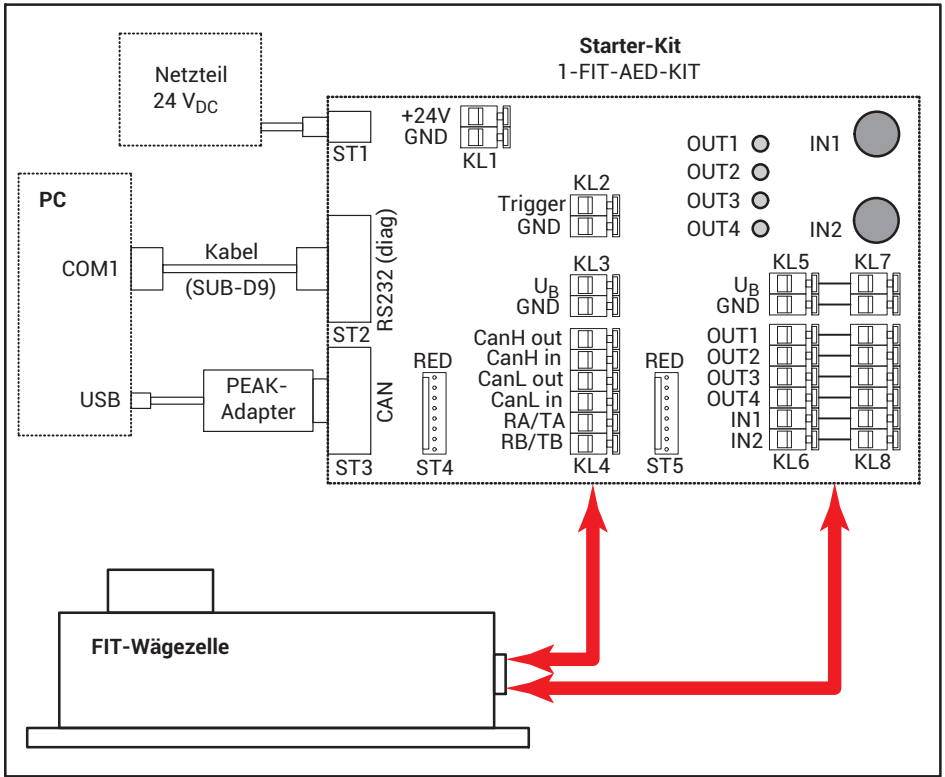 Starter-Kit
1-FIT-AED-KIT
Netzteil
24 VDC
ST1
+24V
GND
KL1
OUT1
OUT2
OUT3
OUT4
IN1
IN2
PC
COM1
Kabel
(SUB-D9)
RS232 (diag)
ST2
USB
PEAK-
Adapter
CAN
ST3
KL2
Trigger
GND
KL3
UB
GND
CanH out
CanH in
CanL out
CanL in
RA/TA
RB/TB
KL4
RED
ST4
RED
ST5
KL5
KL7
UB
GND
OUT1
OUT2
OUT3
OUT4
IN1
IN2
KL6
KL8
FIT-Wägezelle